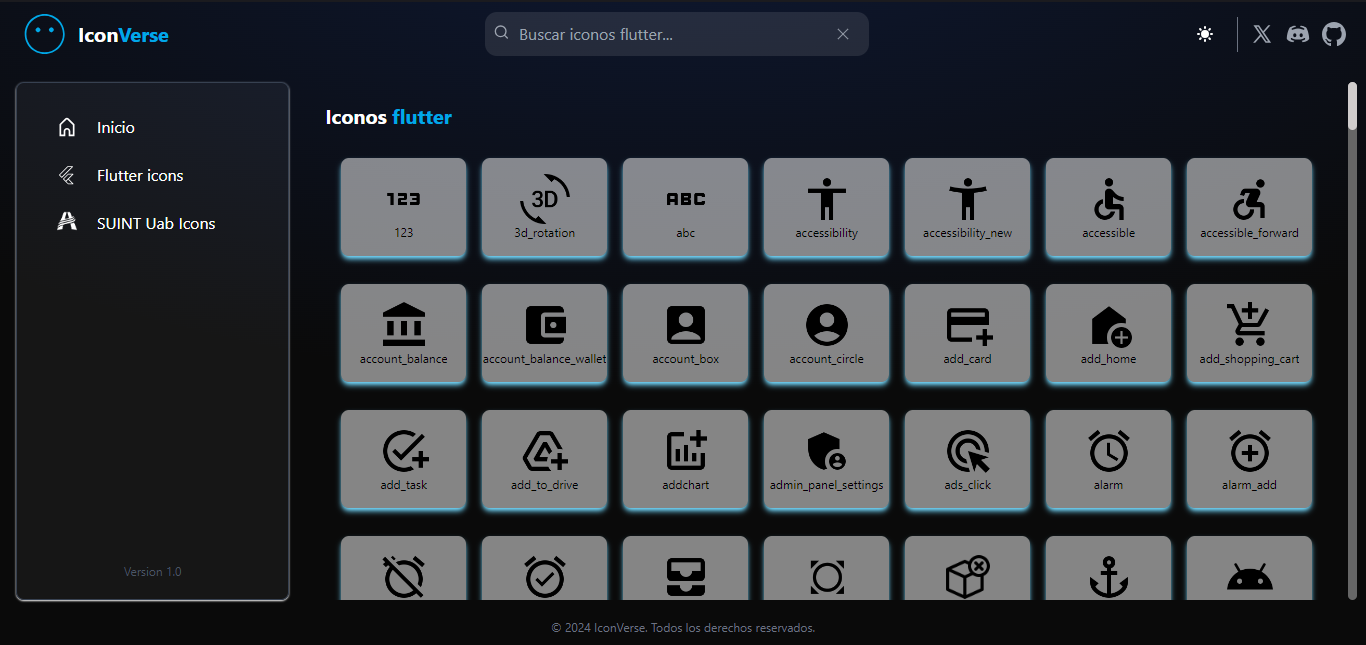 IconVerse
Buscar iconos flutter...
Inicio
Flutter icons
SUINT Uab Icons
Version 1.0
Iconos flutter
123
123
3D
3d_rotation
ABC
abc
accessibility
accessibility_new
accessible
accessible_forward
account_balance
account_balance_wallet
account_box
account_circle
add_card
add_home
add_shopping_cart
add_task
add_to_drive
addchart
admin_panel_settings
ads_click
alarm
alarm_add
© 2024 IconVerse. Todos los derechos reservados.